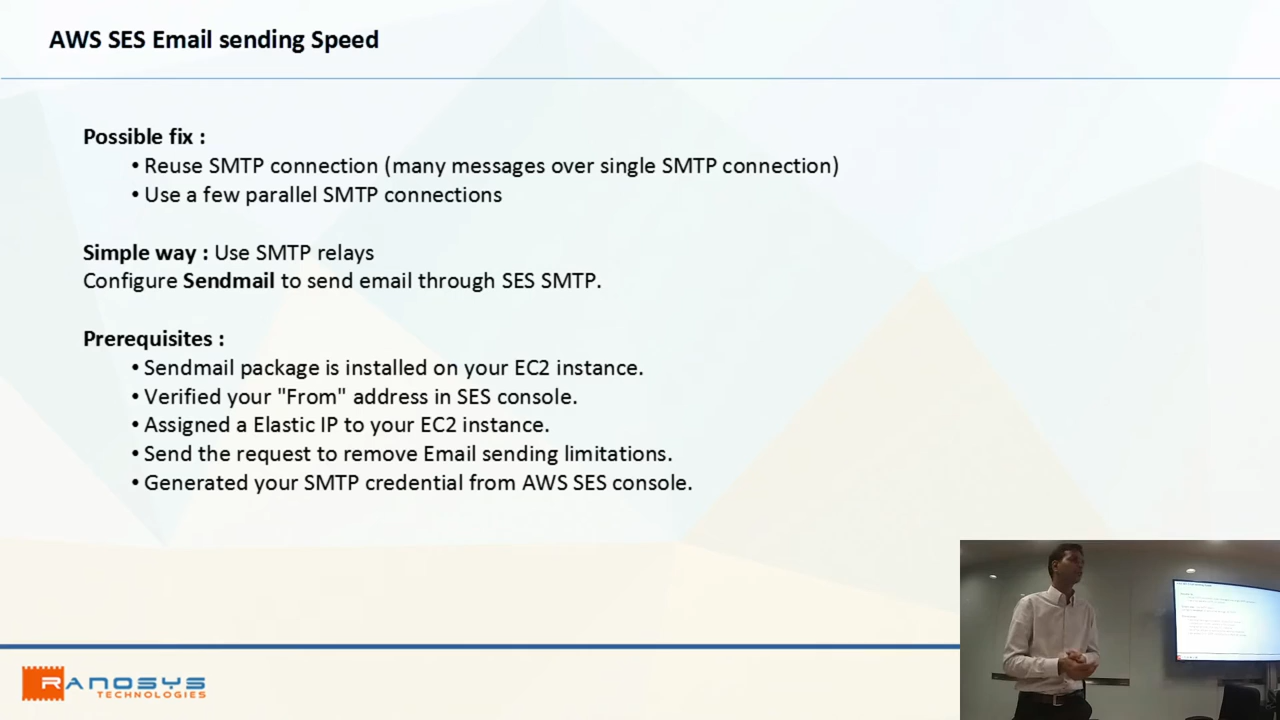 AWS SES Email sending Speed
Possible fix :
• Reuse SMTP connection (many messages over single SMTP connection)
• Use a few parallel SMTP connections
Simple way : Use SMTP relays
Configure Sendmail to send email through SES SMTP.
Prerequisites :
• Sendmail package is installed on your EC2 instance.
• Verified your "From" address in SES console.
• Assigned a Elastic IP to your EC2 instance.
• Send the request to remove Email sending limitations.
• Generated your SMTP credential from AWS SES console.
RANOSYS
TECHNOLOGIES